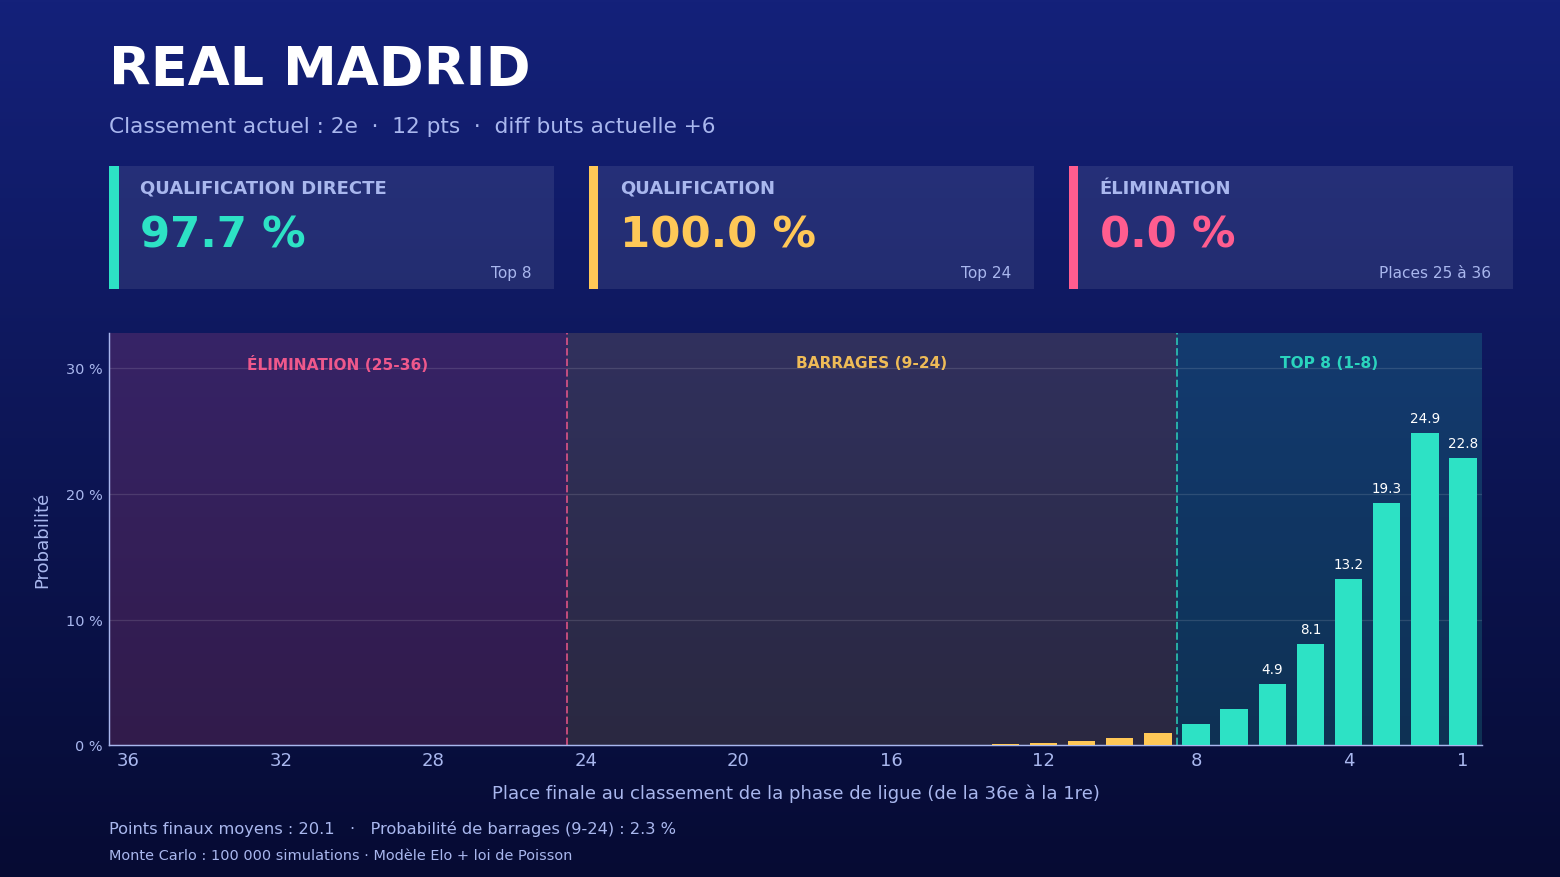 REAL MADRID
Classement actuel : 2e · 12 pts · diff buts actuelle +6
QUALIFICATION DIRECTE
97.7 %
Top 8
QUALIFICATION
100.0 %
Top 24
ÉLIMINATION
0.0 %
Places 25 à 36
ÉLIMINATION (25-36)
BARRAGES (9-24)
TOP 8 (1-8)
Probabilité
30 %
20 %
10 %
0 %
4.9
8.1
13.2
19.3
24.9
22.8
36 32 28 24 20 16 12 8 4 1
Place finale au classement de la phase de ligue (de la 36e à la 1re)
Points finaux moyens : 20.1 · Probabilité de barrages (9-24) : 2.3 %
Monte Carlo : 100 000 simulations · Modèle Elo + loi de Poisson